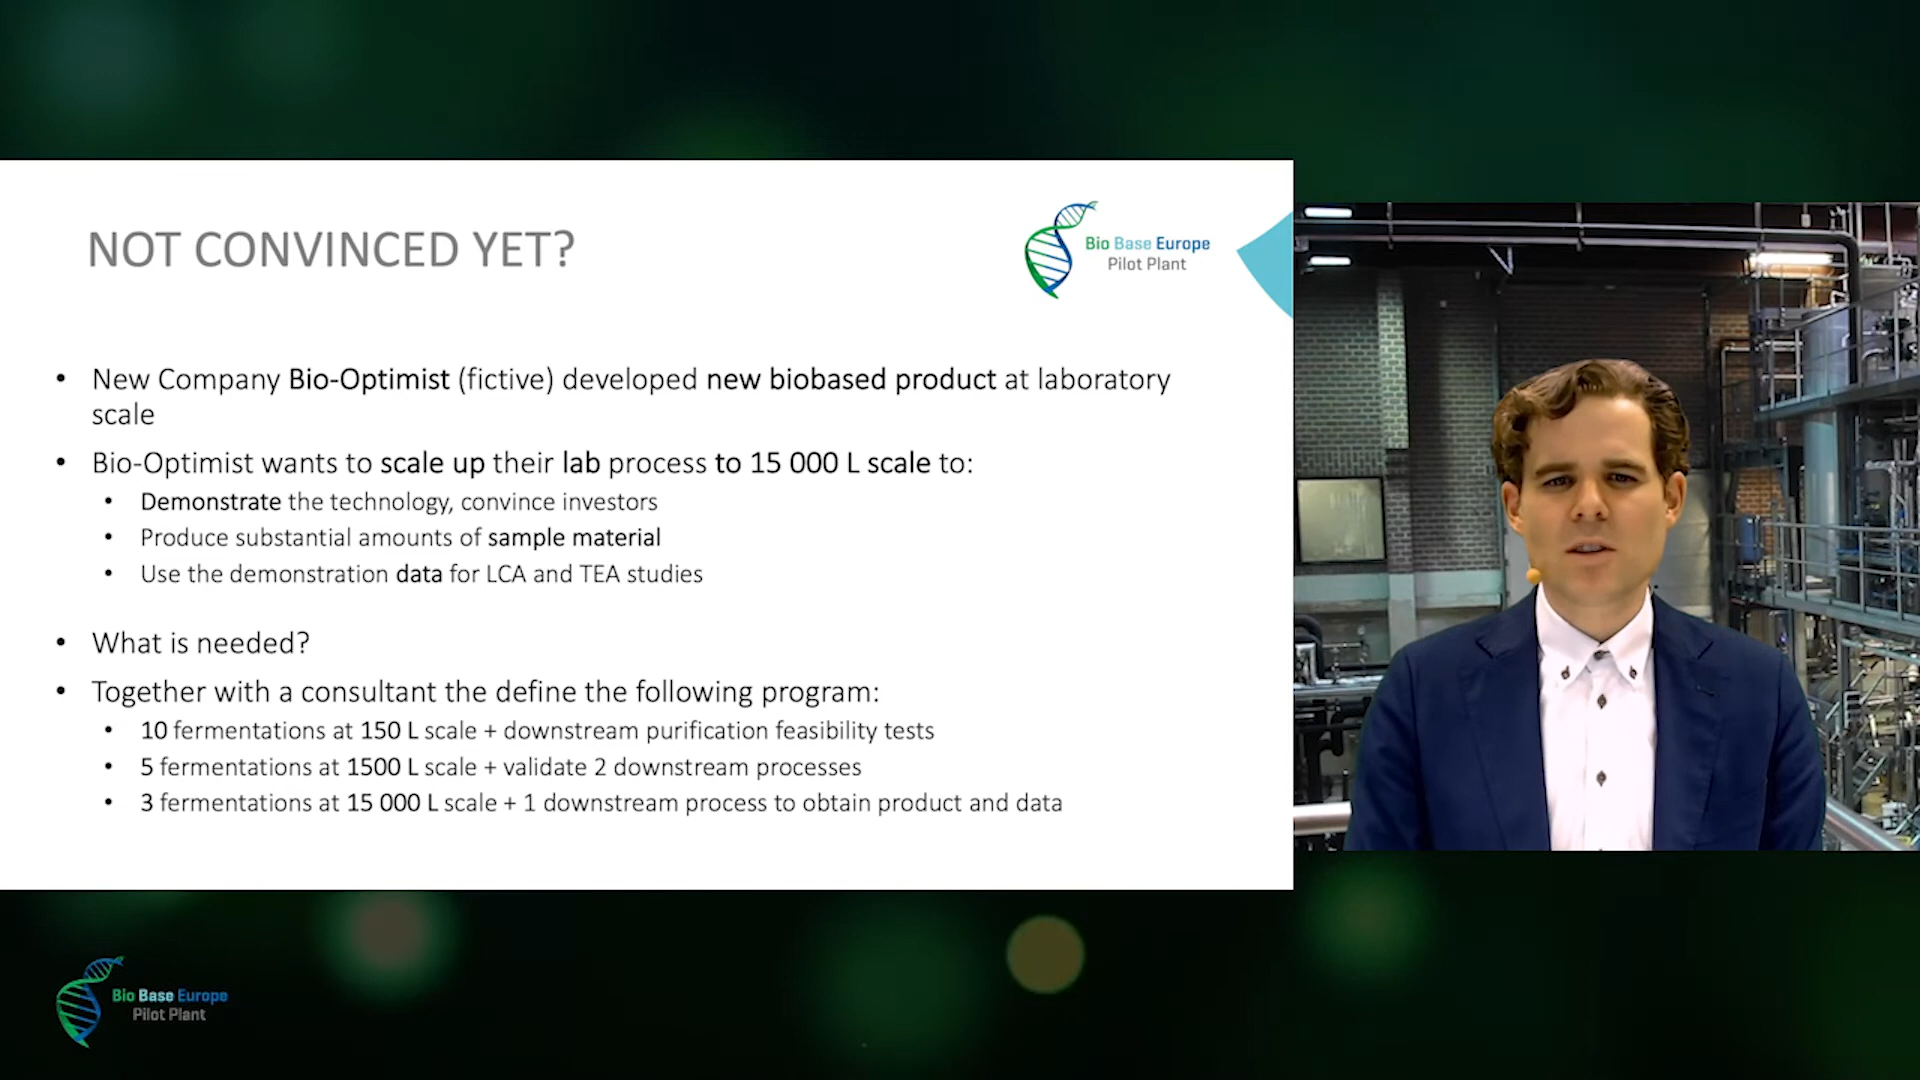 NOT CONVINCED YET?
Bio Base Europe
Pilot Plant
• New Company Bio-Optimist (fictive) developed new biobased product at laboratory
scale
• Bio-Optimist wants to scale up their lab process to 15 000 L scale to:
• Demonstrate the technology, convince investors
• Produce substantial amounts of sample material
• Use the demonstration data for LCA and TEA studies
• What is needed?
• Together with a consultant the define the following program:
• 10 fermentations at 150 L scale + downstream purification feasibility tests
• 5 fermentations at 1500 L scale + validate 2 downstream processes
• 3 fermentations at 15 000 L scale + 1 downstream process to obtain product and data
Bio Base Europe
Pilot Plant